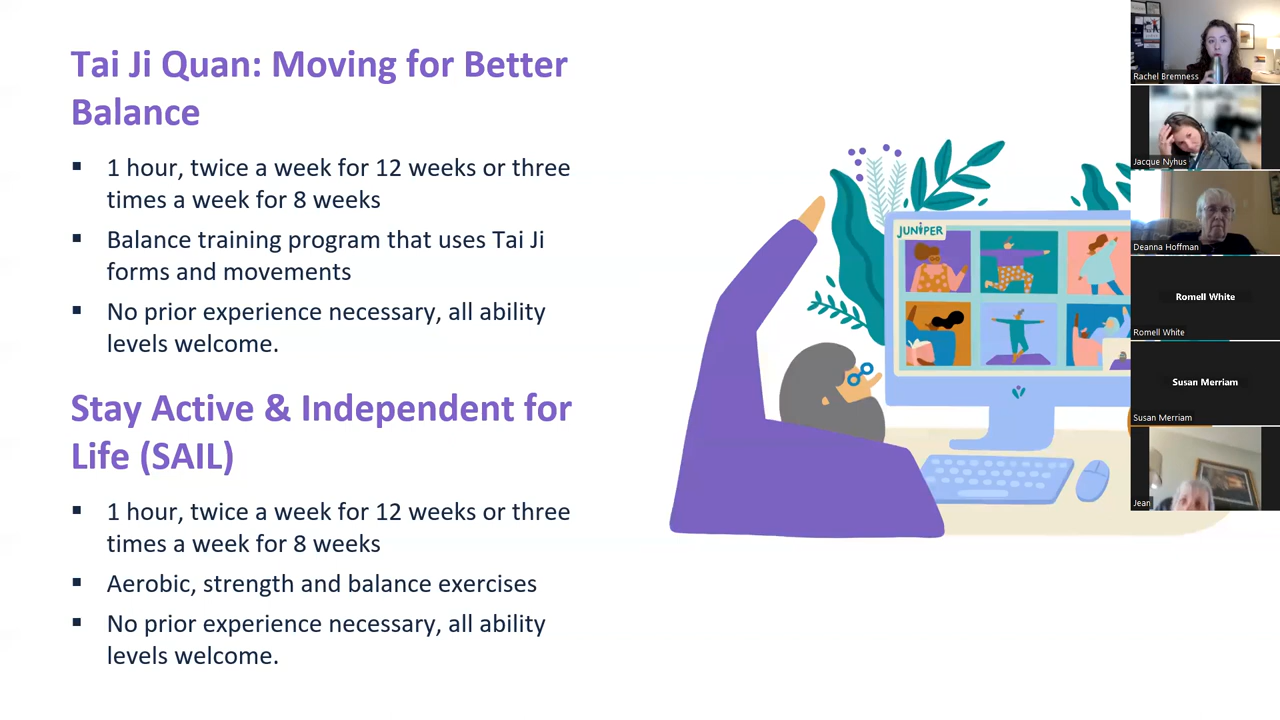 Tai Ji Quan: Moving for Better
Balance
▪ 1 hour, twice a week for 12 weeks or three
times a week for 8 weeks
▪ Balance training program that uses Tai Ji
forms and movements
▪ No prior experience necessary, all ability
levels welcome.
Stay Active & Independent for
Life (SAIL)
▪ 1 hour, twice a week for 12 weeks or three
times a week for 8 weeks
▪ Aerobic, strength and balance exercises
▪ No prior experience necessary, all ability
levels welcome.
JUNIPER
Rachel Bremness
Jacque Nyhus
Deanna Hoffman
Romell White
Romell White
Susan Merriam
Susan Merriam
Jean